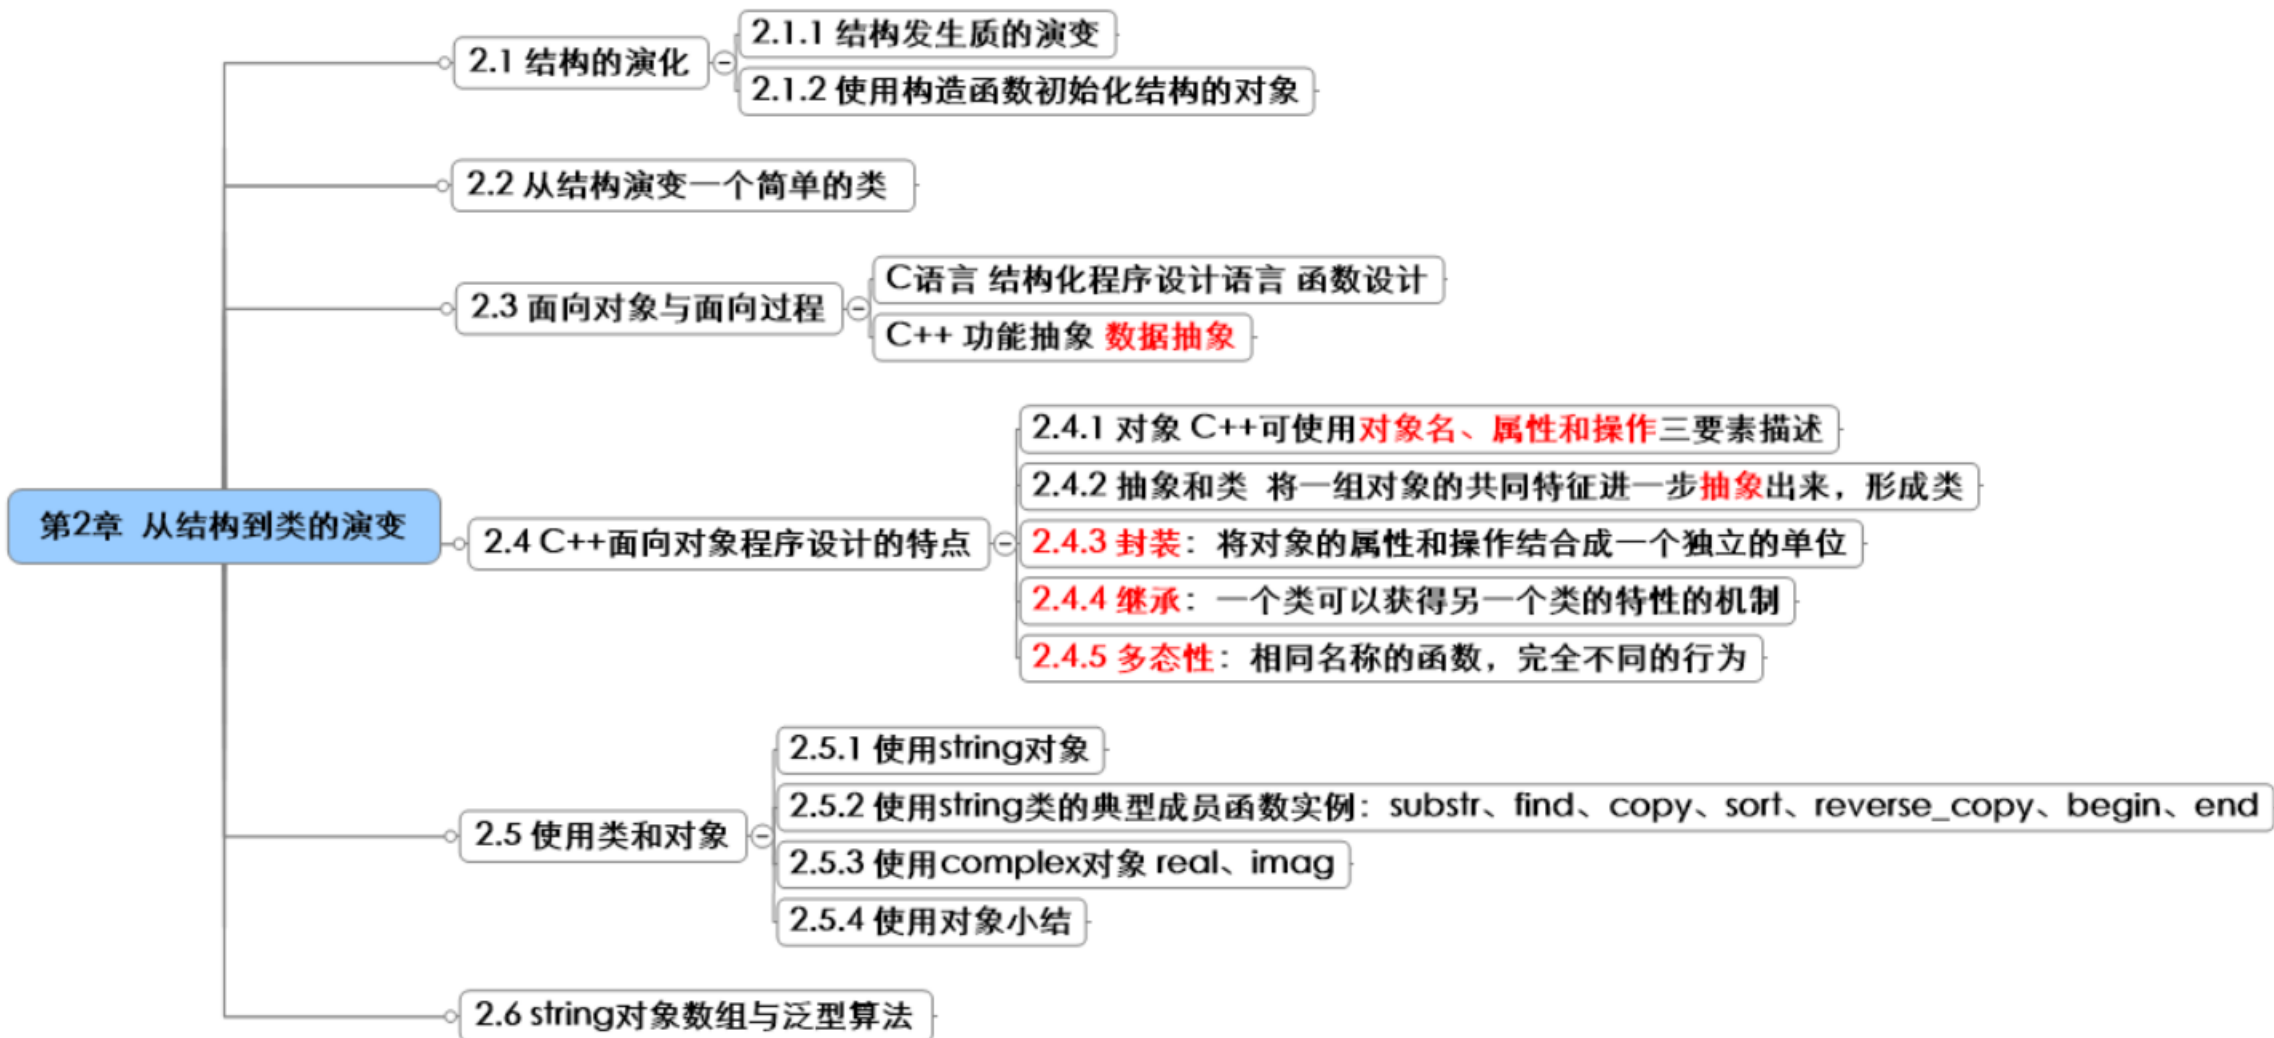 第2章 从结构到类的演变
2.1 结构的演化
2.1.1 结构发生质的演变
2.1.2 使用构造函数初始化结构的对象
2.2 从结构演变一个简单的类
2.3 面向对象与面向过程
C语言 结构化程序设计语言 函数设计
C++ 功能抽象 数据抽象
2.4 C++面向对象程序设计的特点
2.4.1 对象 C++可使用对象名、属性和操作三要素描述
2.4.2 抽象和类 将一组对象的共同特征进一步抽象出来，形成类
2.4.3 封装：将对象的属性和操作结合成一个独立的单位
2.4.4 继承：一个类可以获得另一个类的特性的机制
2.4.5 多态性：相同名称的函数，完全不同的行为
2.5 使用类和对象
2.5.1 使用string对象
2.5.2 使用string类的典型成员函数实例：substr、find、copy、sort、reverse_copy、begin、end
2.5.3 使用complex对象 real、imag
2.5.4 使用对象小结
2.6 string对象数组与泛型算法